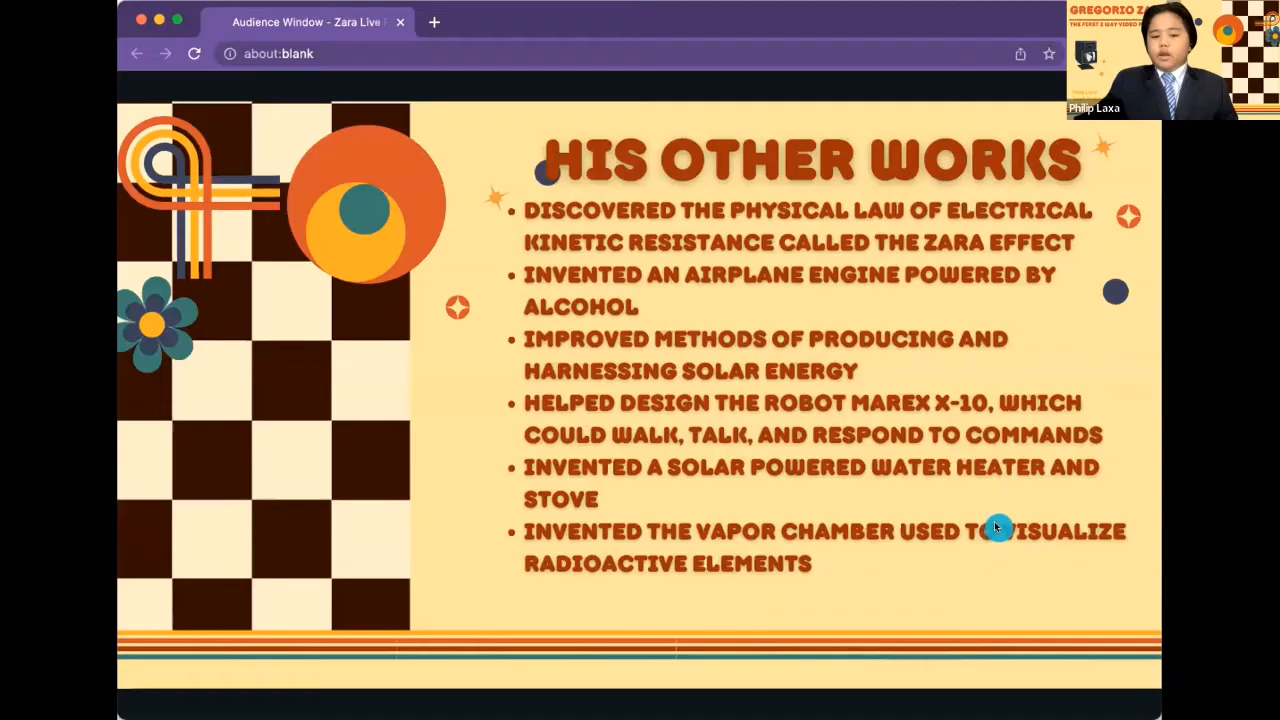 Audience Window - Zara Live
about:blank
GREGORIO ZA
Philip Laxa
HIS OTHER WORKS
• DISCOVERED THE PHYSICAL LAW OF ELECTRICAL
KINETIC RESISTANCE CALLED THE ZARA EFFECT
• INVENTED AN AIRPLANE ENGINE POWERED BY
ALCOHOL
• IMPROVED METHODS OF PRODUCING AND
HARNESSING SOLAR ENERGY
• HELPED DESIGN THE ROBOT MAREX X-10, WHICH
COULD WALK, TALK, AND RESPOND TO COMMANDS
• INVENTED A SOLAR POWERED WATER HEATER AND
STOVE
• INVENTED THE VAPOR CHAMBER USED TO VISUALIZE
RADIOACTIVE ELEMENTS